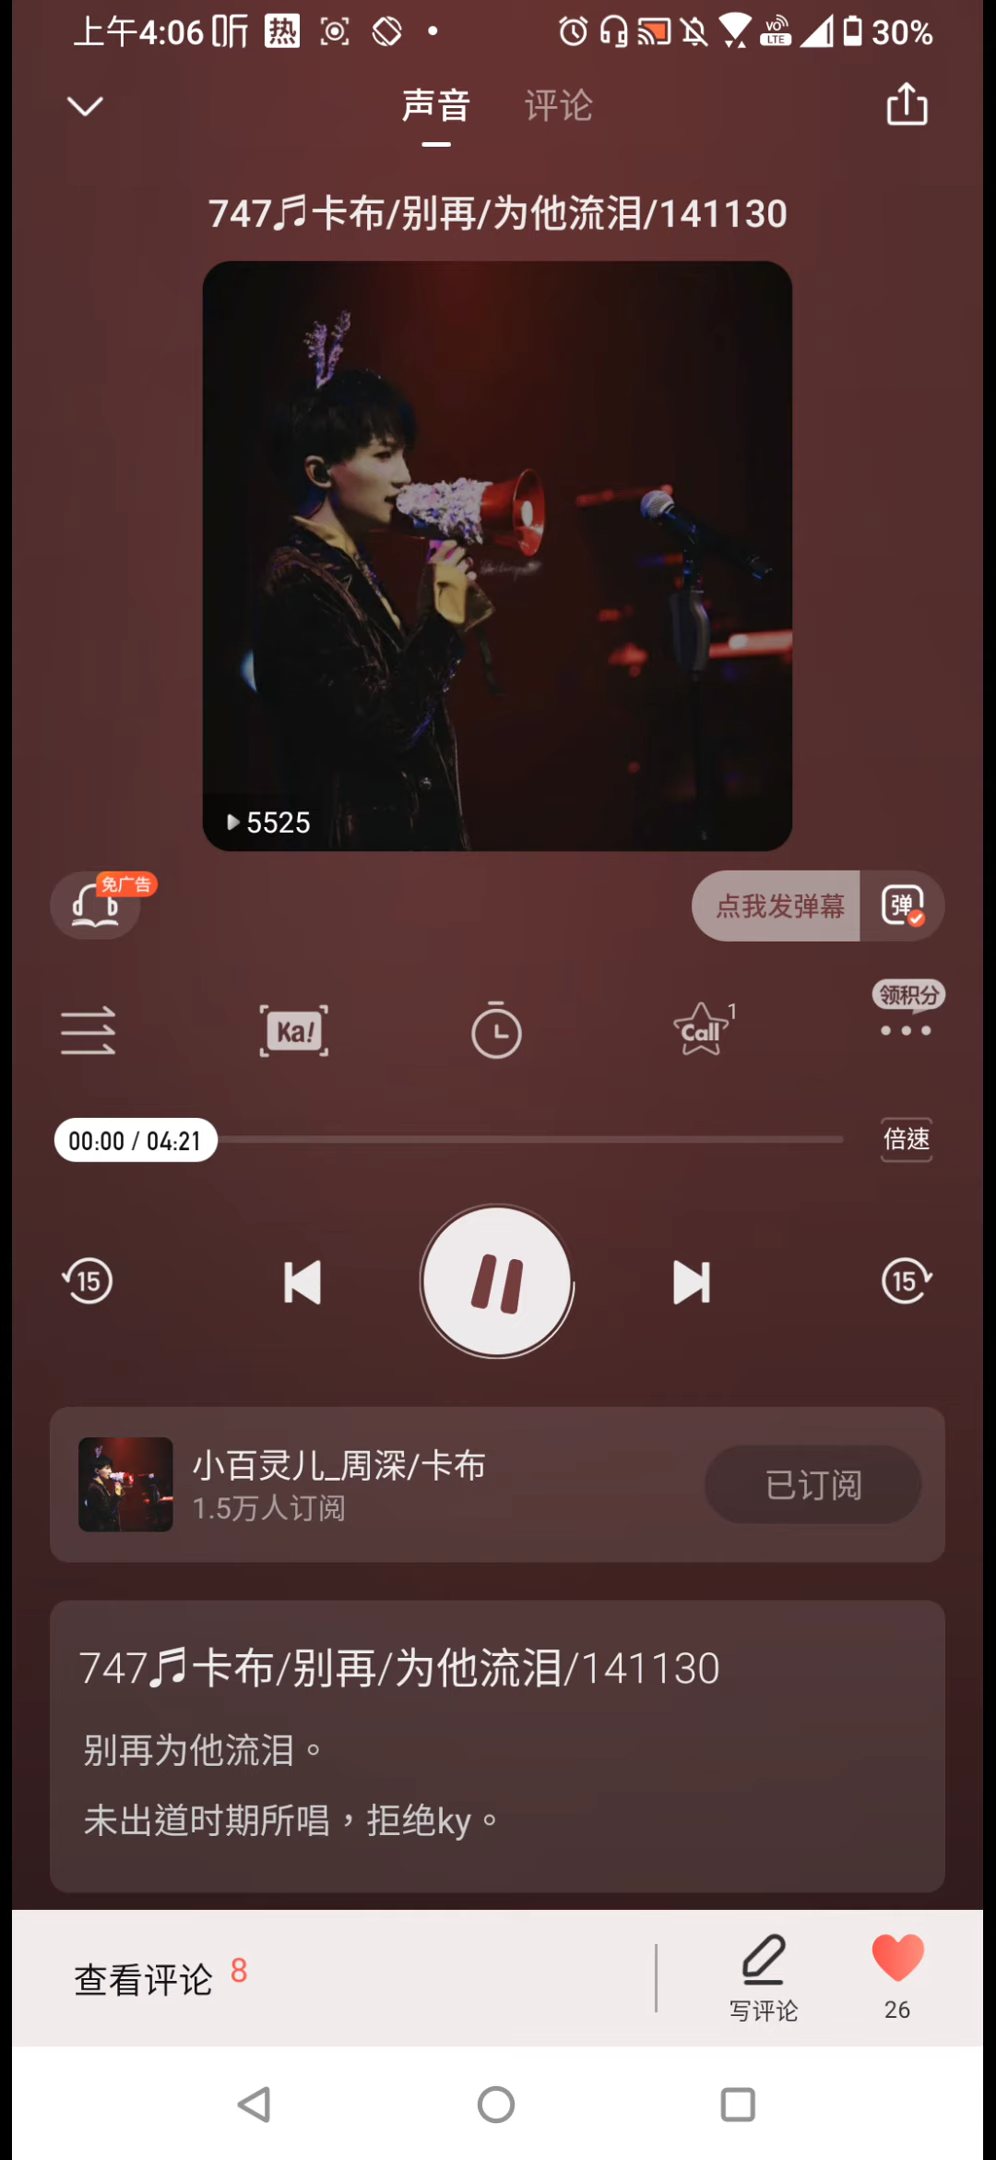 上午4:06 听 热 VO LTE 30%
声音 评论
747♬卡布/别再/为他流泪/141130
5525
免广告
点我发弹幕 弹
Ka! Call 1 领积分
00:00 / 04:21 倍速
15 15
小百灵儿_周深/卡布
1.5万人订阅
已订阅
747♬卡布/别再/为他流泪/141130
别再为他流泪。
未出道时期所唱，拒绝ky。
查看评论 8
写评论 26